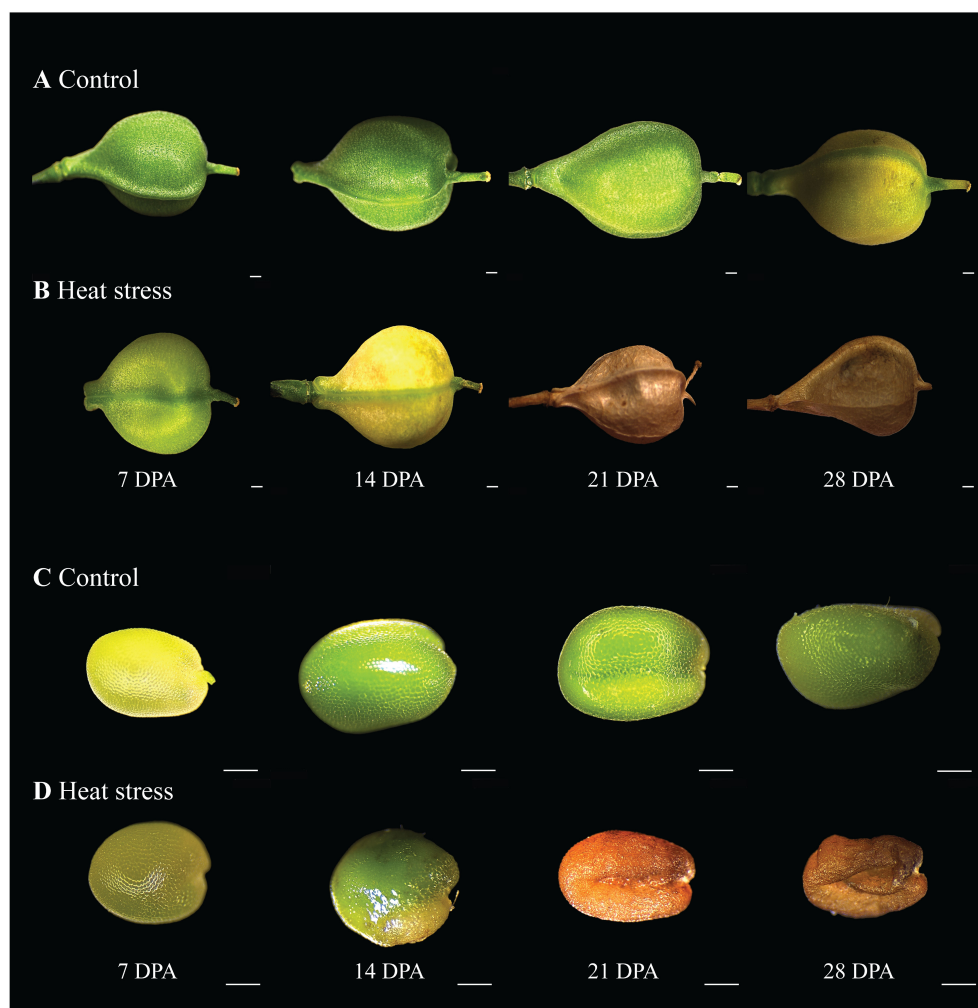 A Control
B Heat stress
7 DPA 14 DPA 21 DPA 28 DPA
C Control
D Heat stress
7 DPA 14 DPA 21 DPA 28 DPA